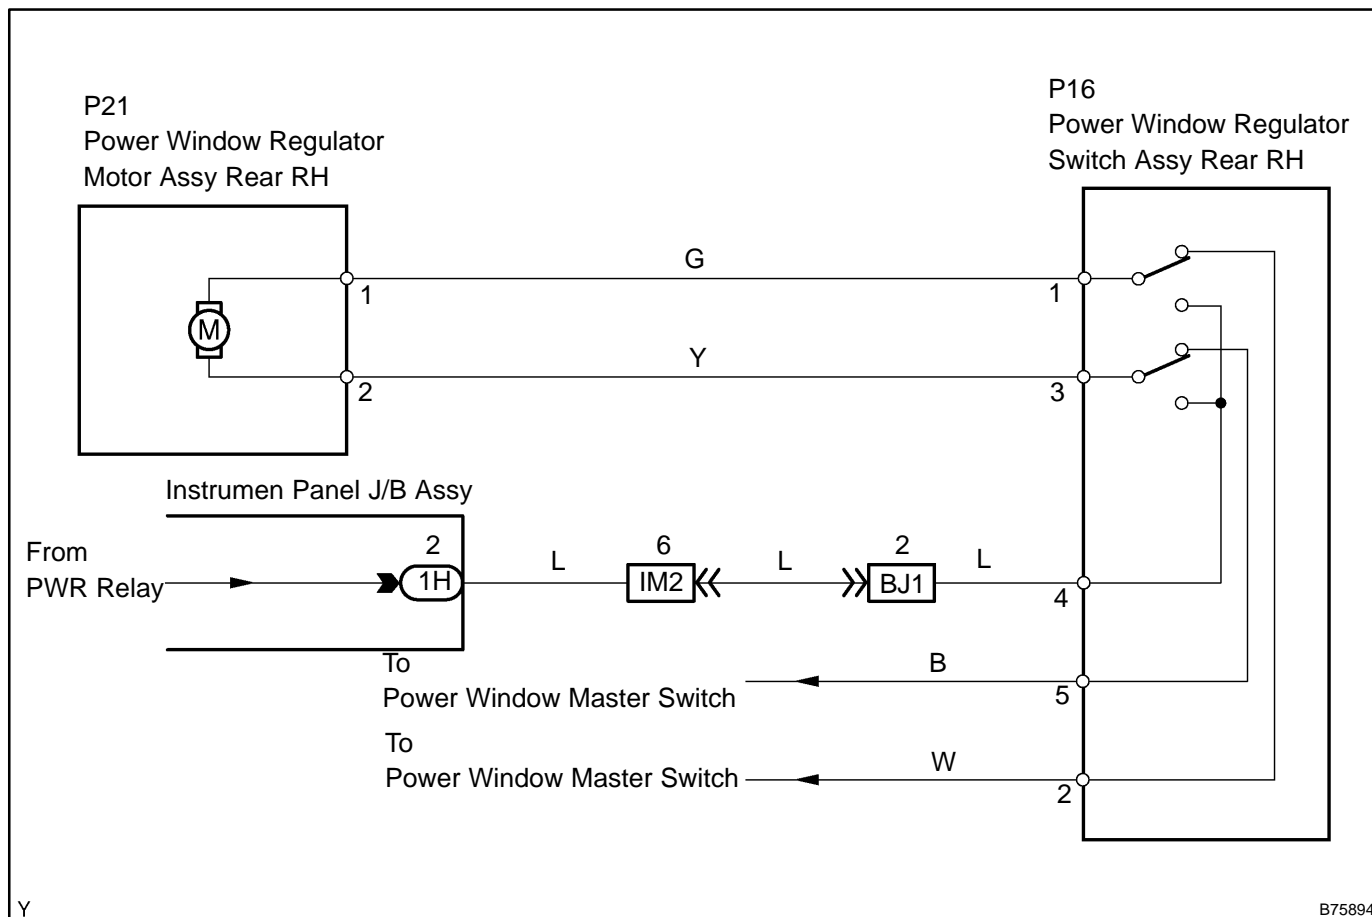 P21
Power Window Regulator
Motor Assy Rear RH
P16
Power Window Regulator
Switch Assy Rear RH
G
1
1
M
Y
2
3
Instrumen Panel J/B Assy
From
PWR Relay
2
1H
L
6
IM2
L
2
BJ1
L
4
To
Power Window Master Switch
B
5
To
Power Window Master Switch
W
2
Y
B75894